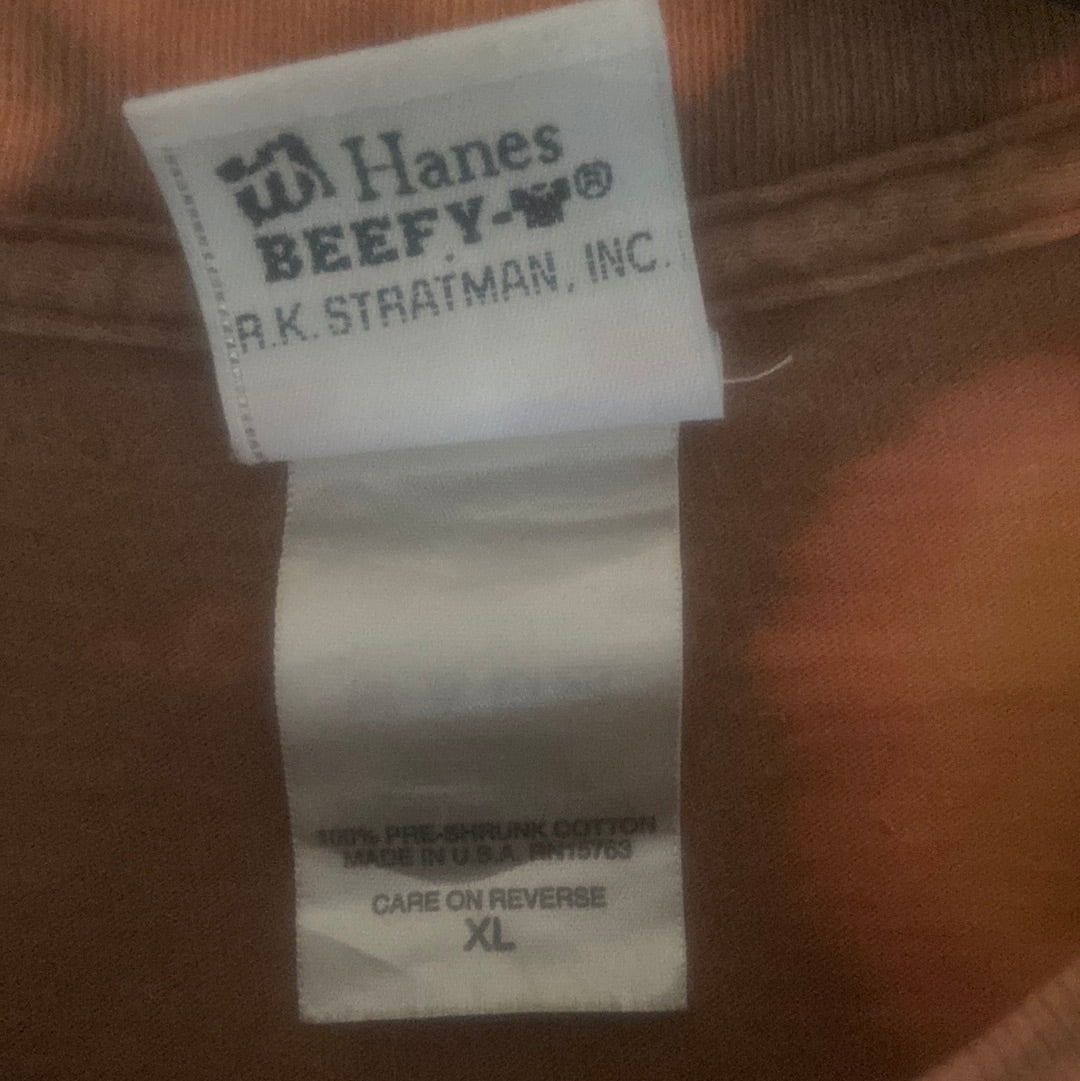 Hanes
BEEFY-
®
R.K. STRATMAN, INC.
100% PRE-SHRUNK COTTON
MADE IN U.S.A. RN15763
CARE ON REVERSE
XL